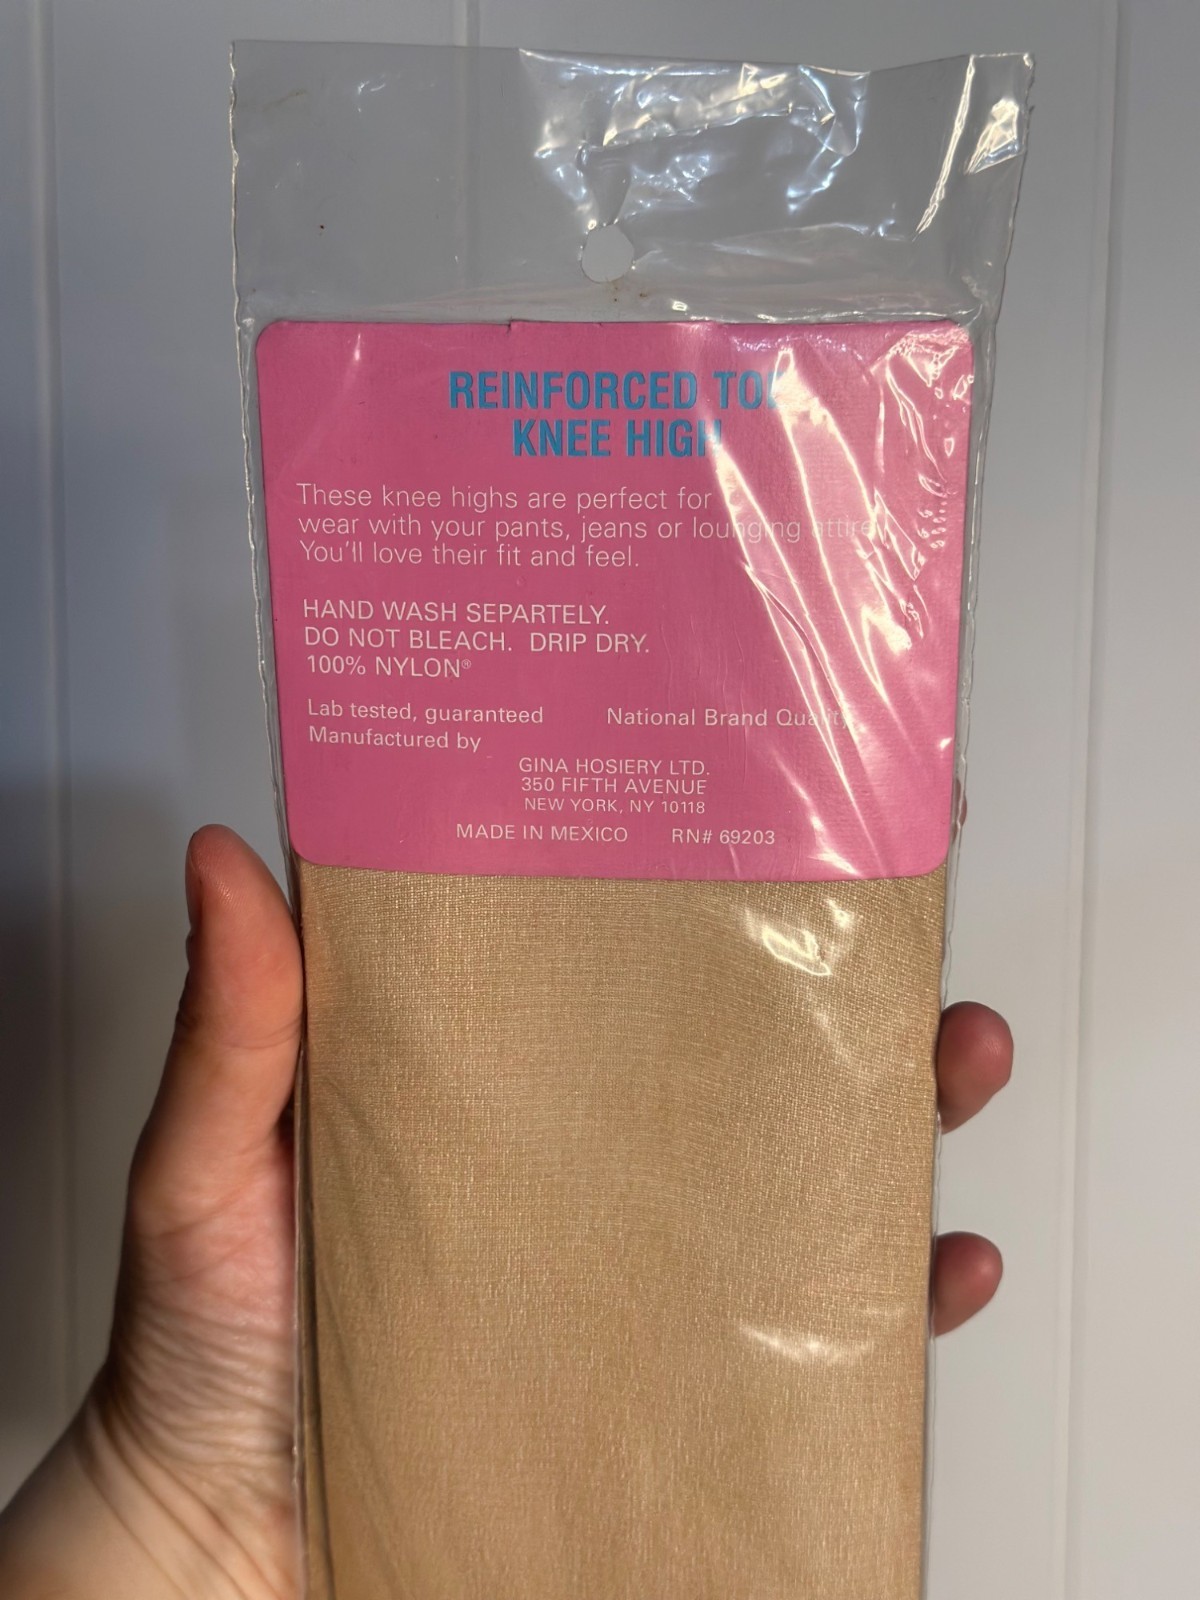 REINFORCED TOE
KNEE HIGH
These knee highs are perfect for
wear with your pants, jeans or lounging attire.
You'll love their fit and feel.
HAND WASH SEPARTELY.
DO NOT BLEACH. DRIP DRY.
100% NYLON®
Lab tested, guaranteed National Brand Quality
Manufactured by
GINA HOSIERY LTD.
350 FIFTH AVENUE
NEW YORK, NY 10118
MADE IN MEXICO RN# 69203